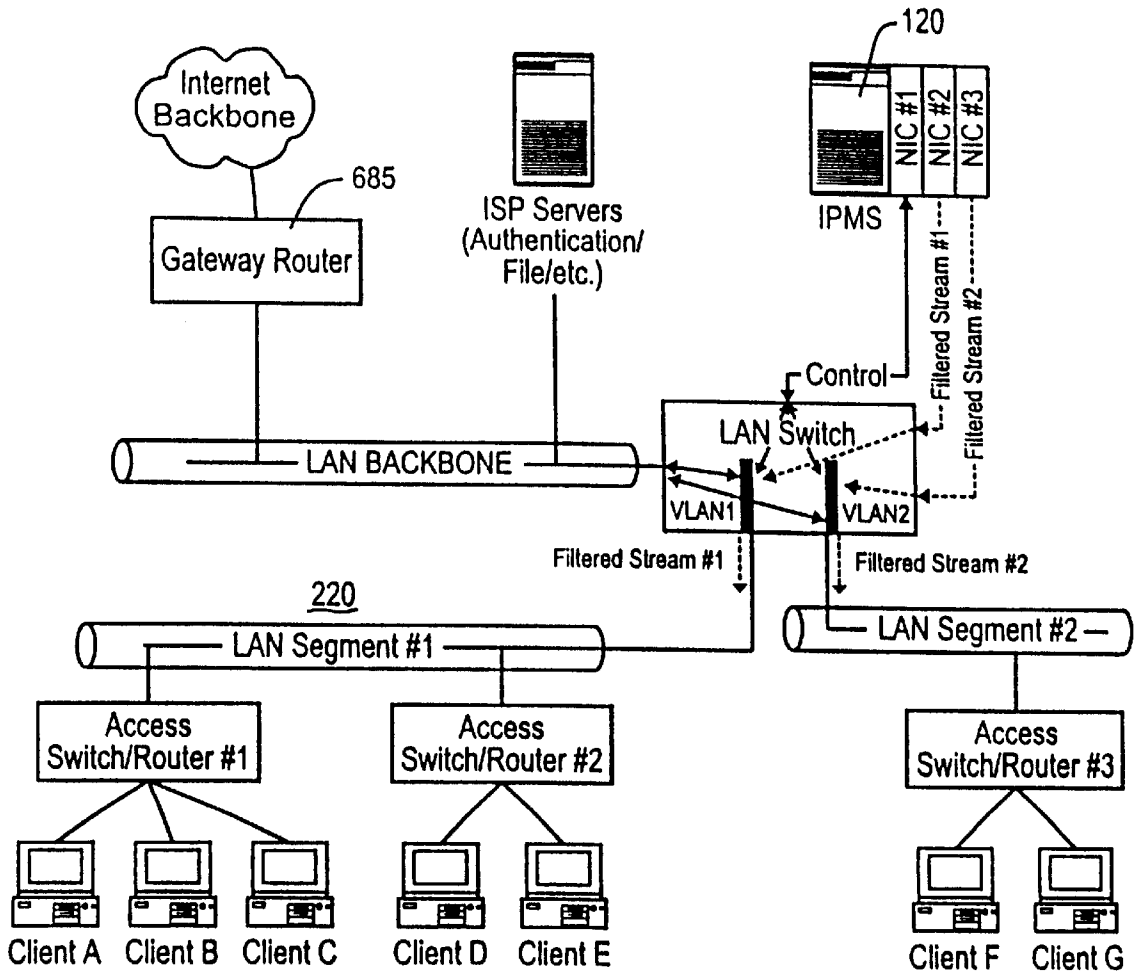 120
Internet
Backbone
685
Gateway Router
ISP Servers
(Authentication/
File/etc.)
NIC #1
NIC #2
NIC #3
IPMS
Filtered Stream #1
Filtered Stream #2
Control
LAN Switch
LAN BACKBONE
VLAN1
VLAN2
Filtered Stream #1
Filtered Stream #2
220
LAN Segment #1
LAN Segment #2
Access
Switch/Router #1
Access
Switch/Router #2
Access
Switch/Router #3
Client A
Client B
Client C
Client D
Client E
Client F
Client G